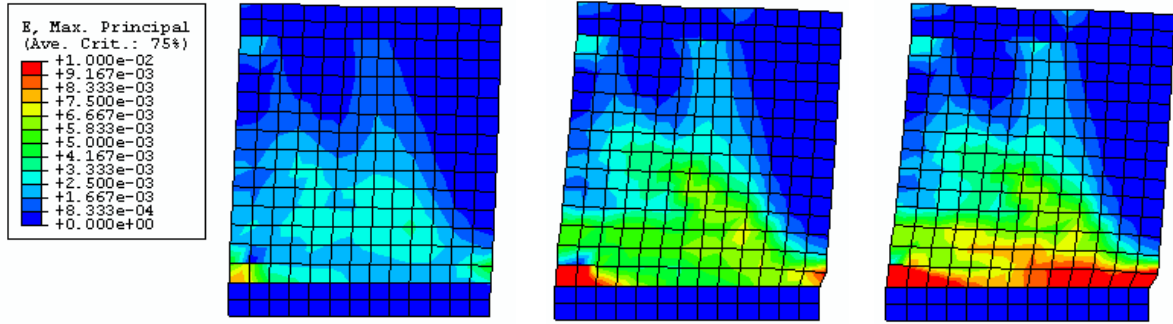 E, Max. Principal
(Ave. Crit.: 75%)
+1.000e-02
+9.167e-03
+8.333e-03
+7.500e-03
+6.667e-03
+5.833e-03
+5.000e-03
+4.167e-03
+3.333e-03
+2.500e-03
+1.667e-03
+8.333e-04
+0.000e+00